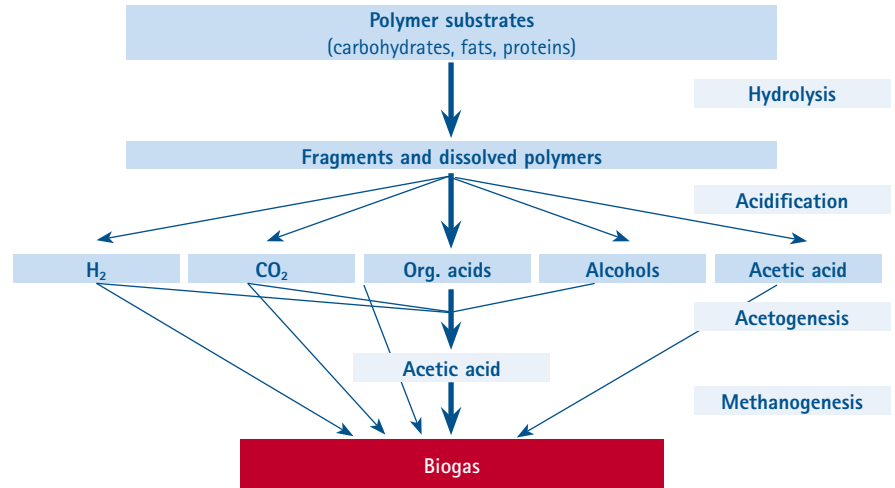 Polymer substrates
(carbohydrates, fats, proteins)
Hydrolysis
Fragments and dissolved polymers
Acidification
H₂
CO₂
Org. acids
Alcohols
Acetic acid
Acetogenesis
Acetic acid
Methanogenesis
Biogas